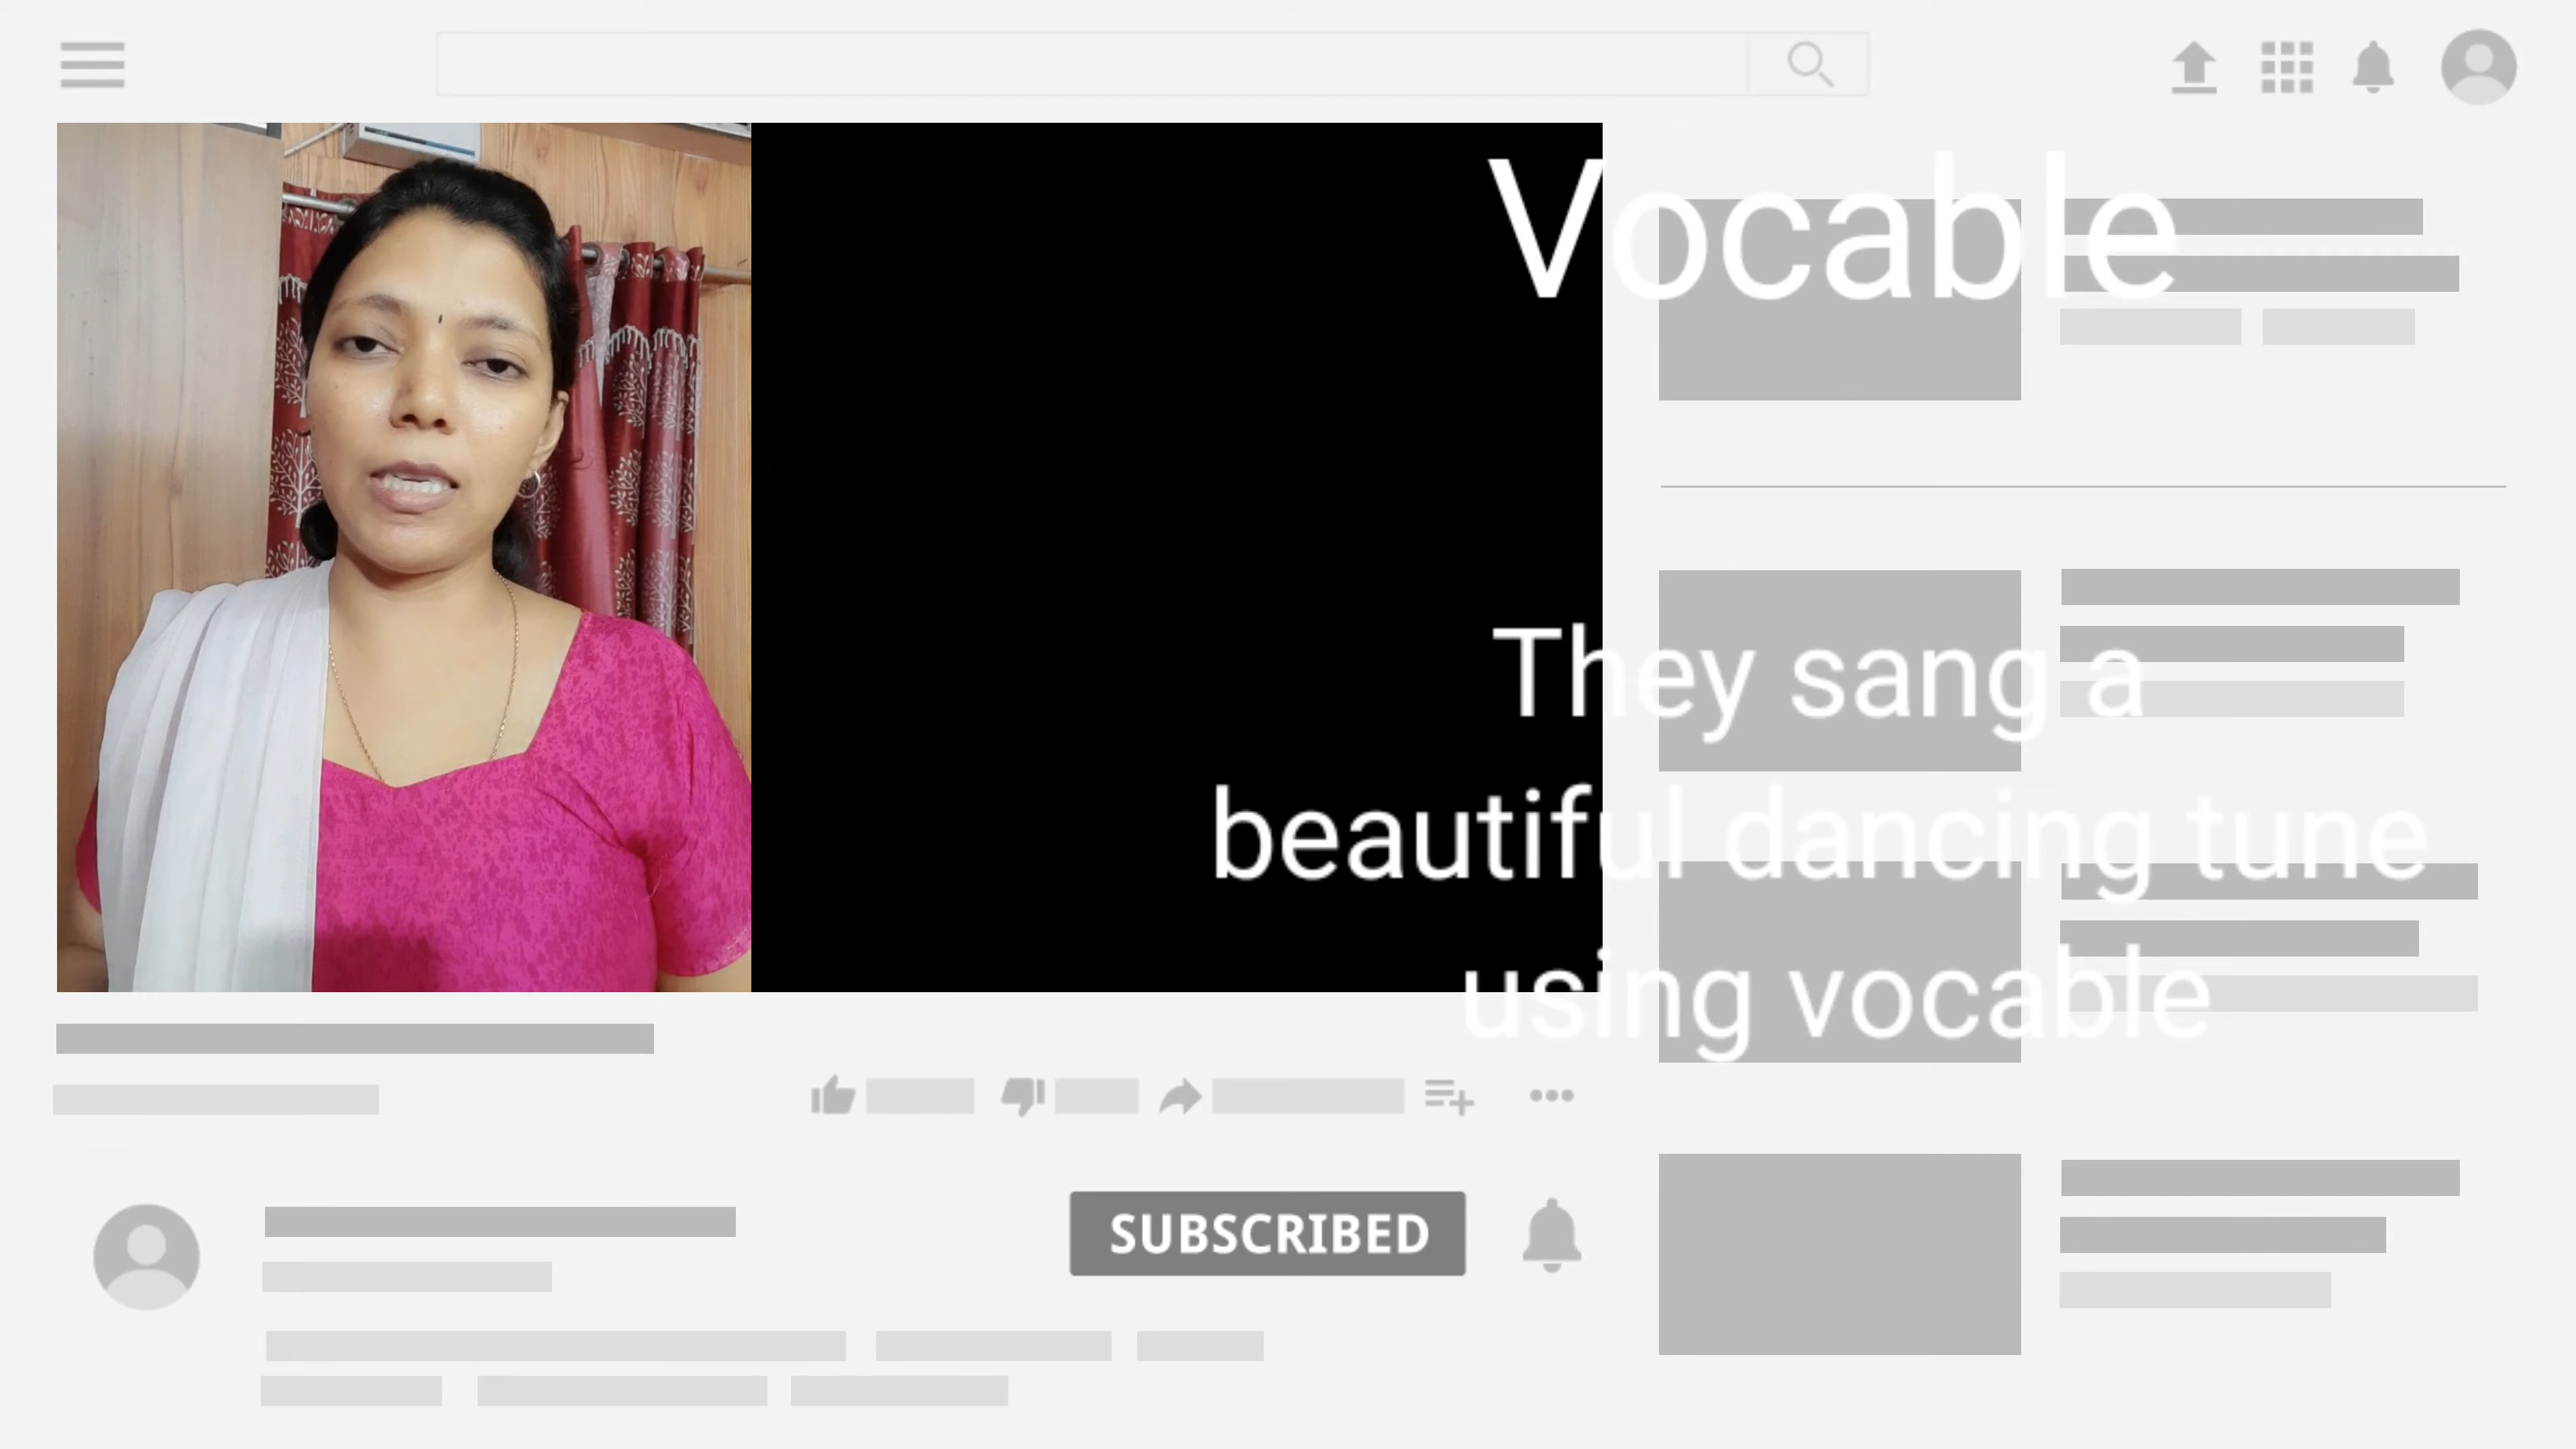 Vocable
They sang a
beautiful dancing tune
using vocable
SUBSCRIBED